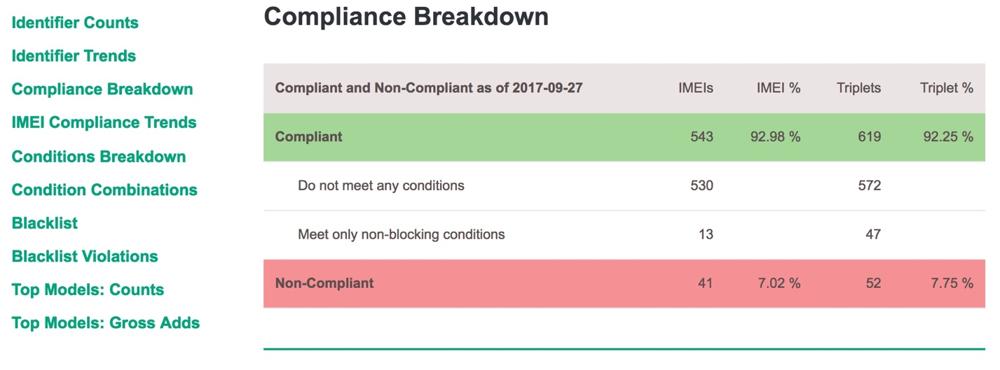 Identifier Counts
Identifier Trends
Compliance Breakdown
IMEI Compliance Trends
Conditions Breakdown
Condition Combinations
Blacklist
Blacklist Violations
Top Models: Counts
Top Models: Gross Adds
Compliance Breakdown
Compliant and Non-Compliant as of 2017-09-27 IMEIs IMEI % Triplets Triplet %
Compliant 543 92.98 % 619 92.25 %
Do not meet any conditions 530 572
Meet only non-blocking conditions 13 47
Non-Compliant 41 7.02 % 52 7.75 %